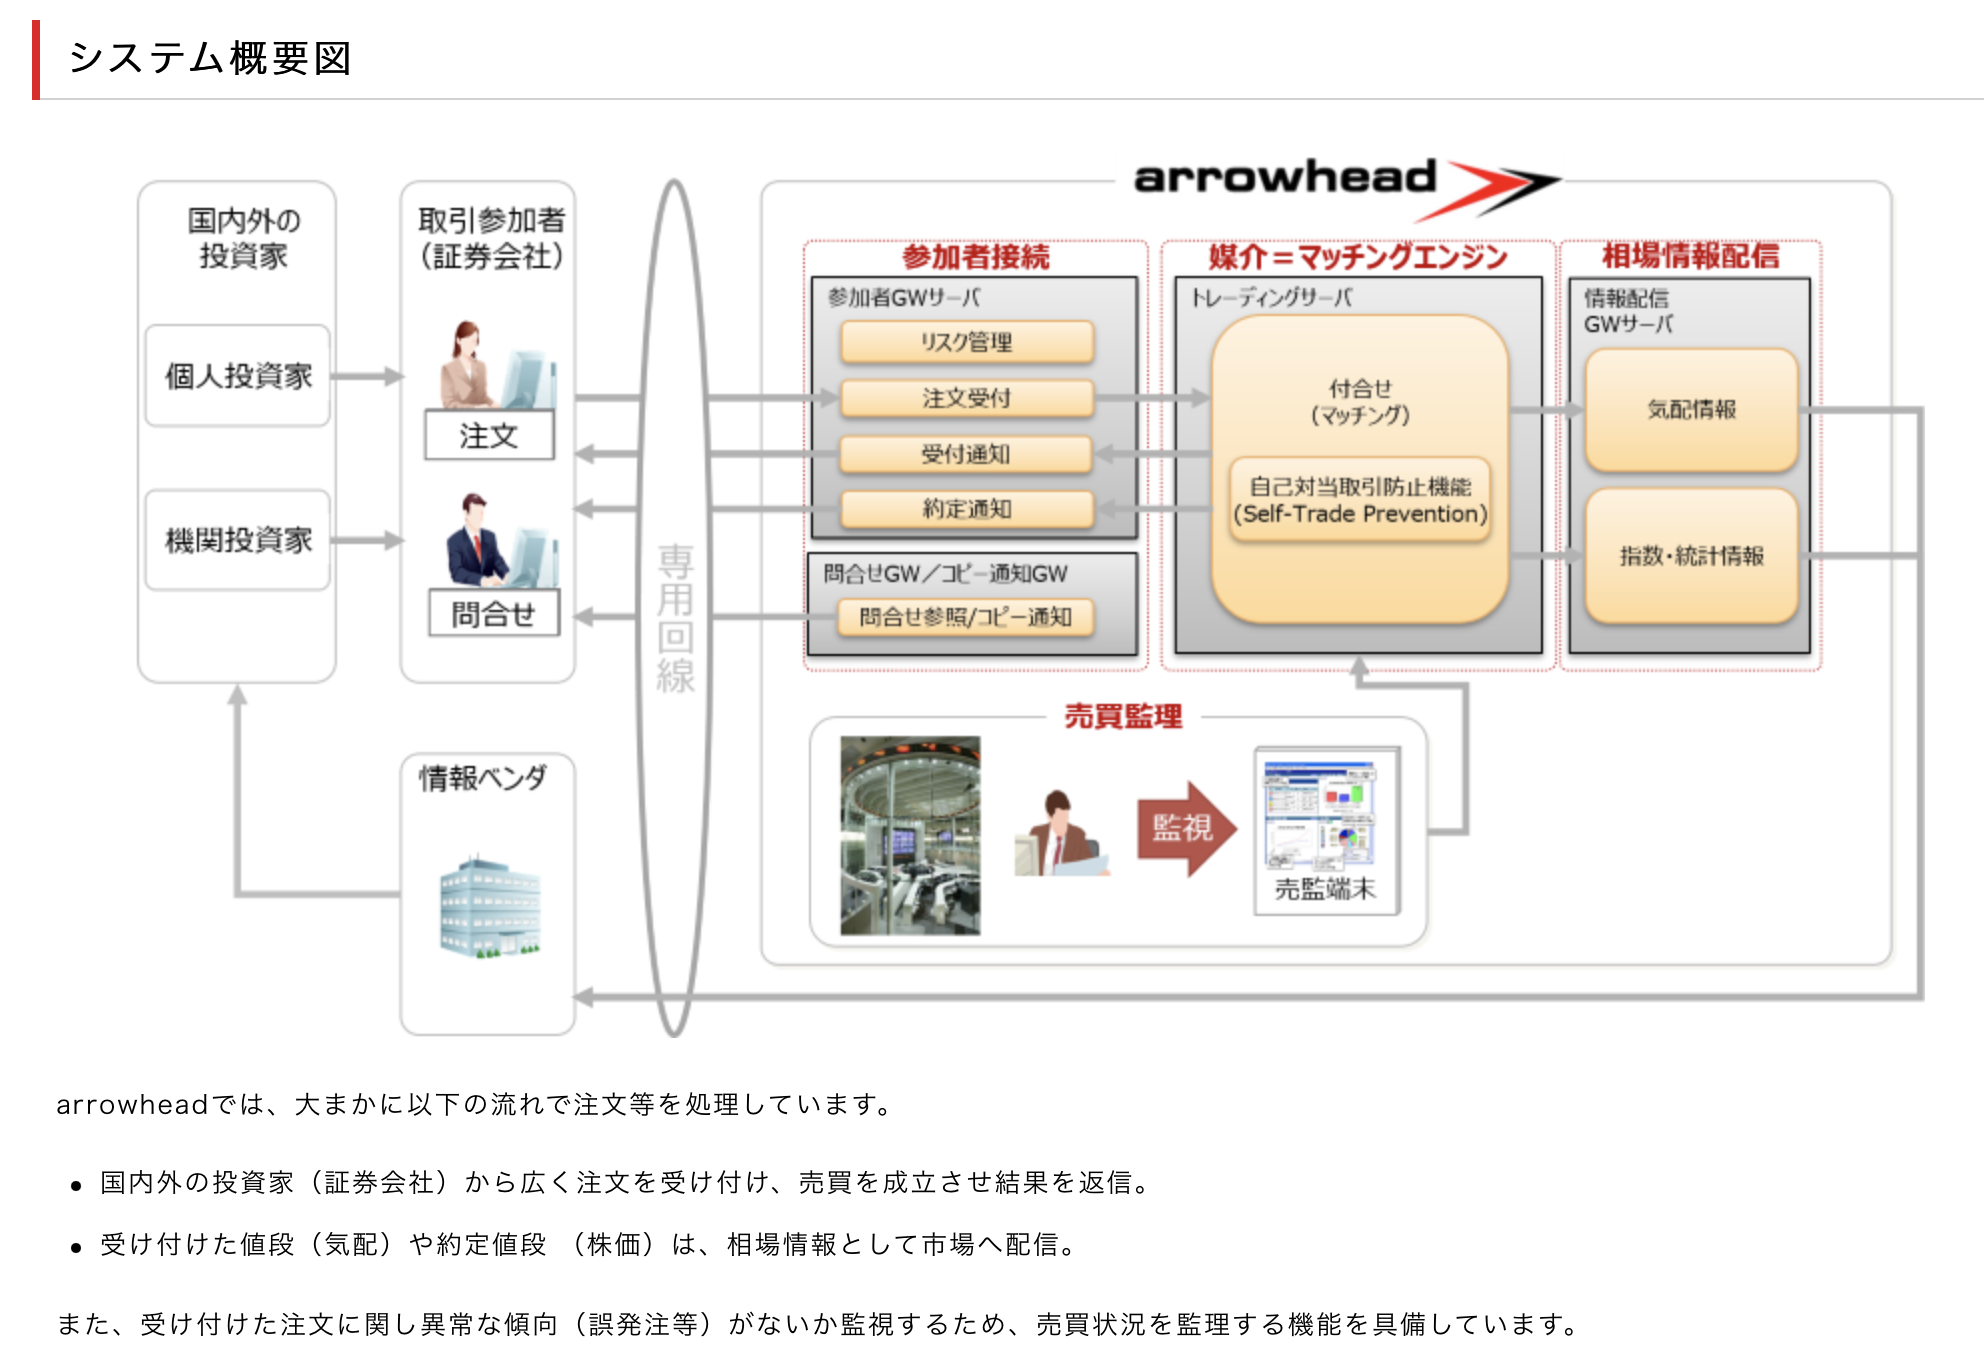 システム概要図
arrowhead
国内外の
投資家
個人投資家
機関投資家
取引参加者
（証券会社）
注文
問合せ
情報ベンダ
専用回線
参加者接続
参加者GWサーバ
リスク管理
注文受付
受付通知
約定通知
問合せGW／コピー通知GW
問合せ参照/コピー通知
媒介＝マッチングエンジン
トレーディングサーバ
付合せ
（マッチング）
自己対当取引防止機能
(Self-Trade Prevention)
相場情報配信
情報配信
GWサーバ
気配情報
指数・統計情報
売買監理
監視
売監端末
arrowheadでは、大まかに以下の流れで注文等を処理しています。
• 国内外の投資家（証券会社）から広く注文を受け付け、売買を成立させ結果を返信。
• 受け付けた値段（気配）や約定値段 （株価）は、相場情報として市場へ配信。
また、受け付けた注文に関し異常な傾向（誤発注等）がないか監視するため、売買状況を監理する機能を具備しています。